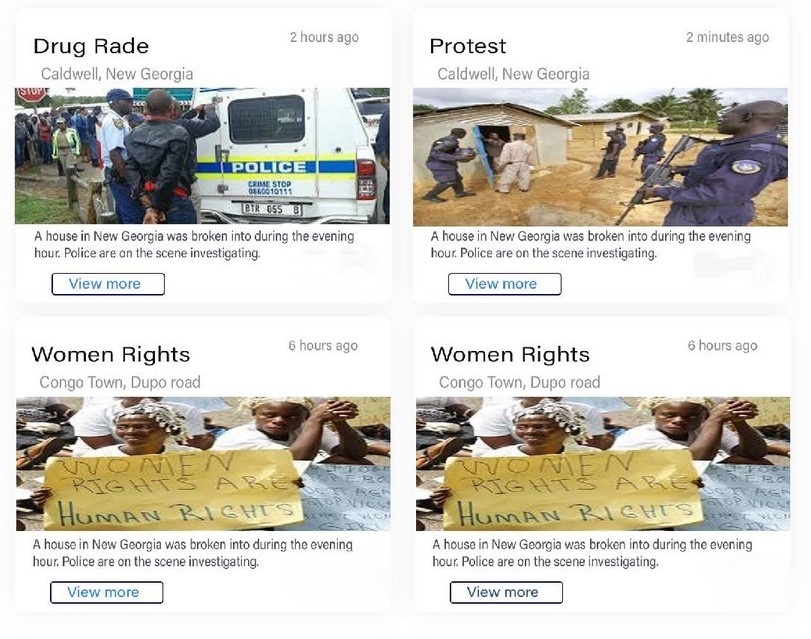 Drug Rade
2 hours ago
Caldwell, New Georgia
STOP
POLICE
CRIME STOP
0860010111
BTR 055 B
A house in New Georgia was broken into during the evening
hour. Police are on the scene investigating.
View more
Protest
2 minutes ago
Caldwell, New Georgia
A house in New Georgia was broken into during the evening
hour. Police are on the scene investigating.
View more
Women Rights
6 hours ago
Congo Town, Dupo road
WOMEN
RIGHTS ARE
HUMAN RIGHTS
A house in New Georgia was broken into during the evening
hour. Police are on the scene investigating.
View more
Women Rights
6 hours ago
Congo Town, Dupo road
WOMEN
RIGHTS ARE
HUMAN RIGHTS
A house in New Georgia was broken into during the evening
hour. Police are on the scene investigating.
View more